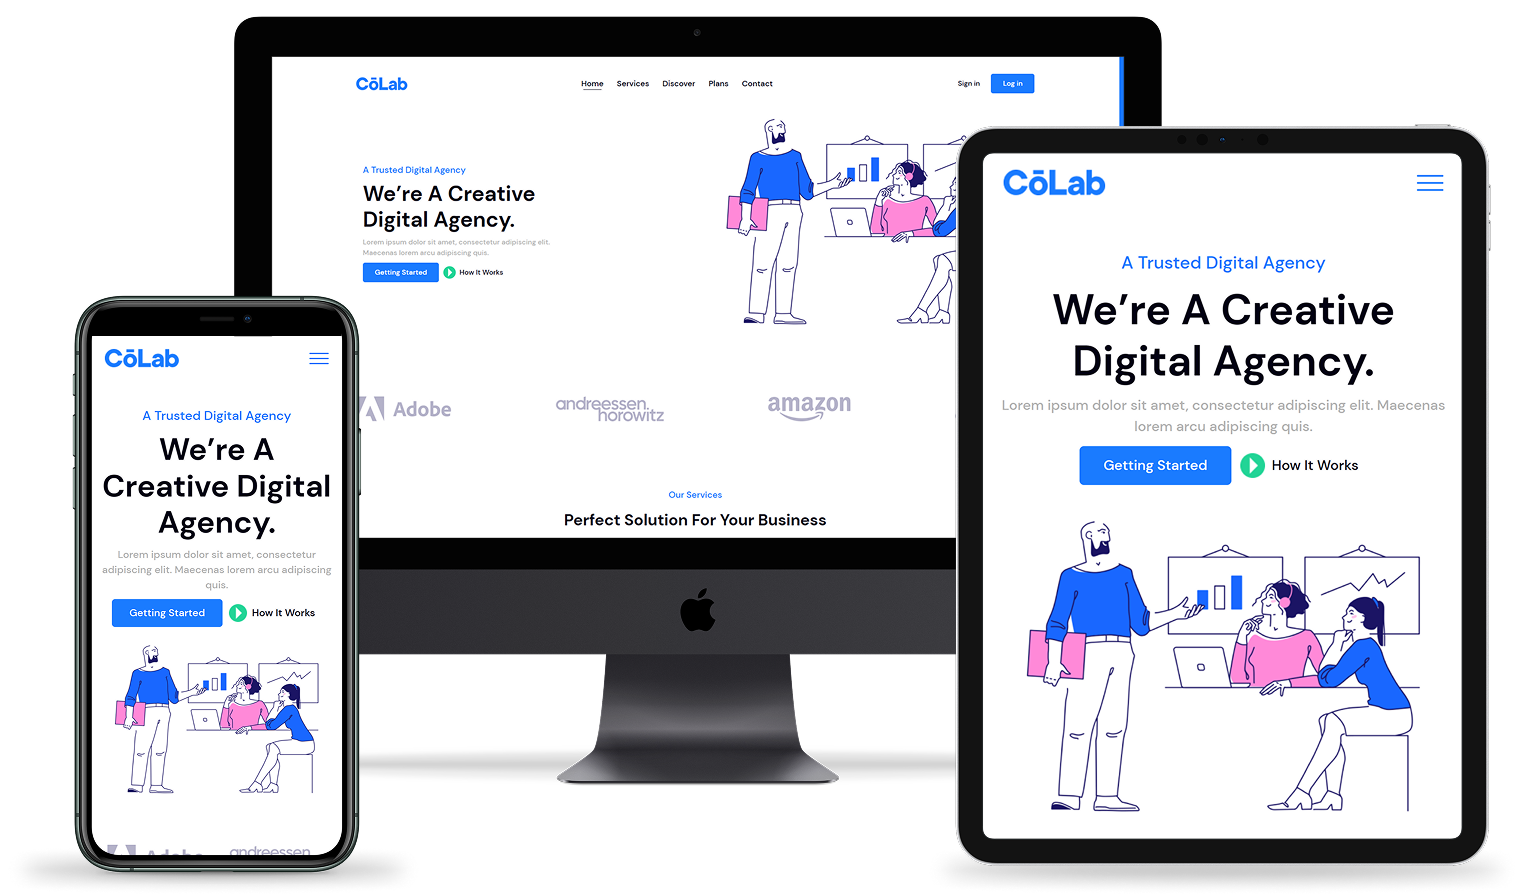 CōLab
Home Services Discover Plans Contact
Sign in Log in
A Trusted Digital Agency
We're A Creative
Digital Agency.
Lorem ipsum dolor sit amet, consectetur adipiscing elit.
Maecenas lorem arcu adipiscing quis.
Getting Started How It Works
Adobe andreessen horowitz amazon
Our Services
Perfect Solution For Your Business
CōLab
A Trusted Digital Agency
We're A
Creative Digital
Agency.
Lorem ipsum dolor sit amet, consectetur
adipiscing elit. Maecenas lorem arcu adipiscing
quis.
Getting Started How It Works
Adobe andreessen
CōLab
A Trusted Digital Agency
We're A Creative
Digital Agency.
Lorem ipsum dolor sit amet, consectetur adipiscing elit. Maecenas
lorem arcu adipiscing quis.
Getting Started How It Works